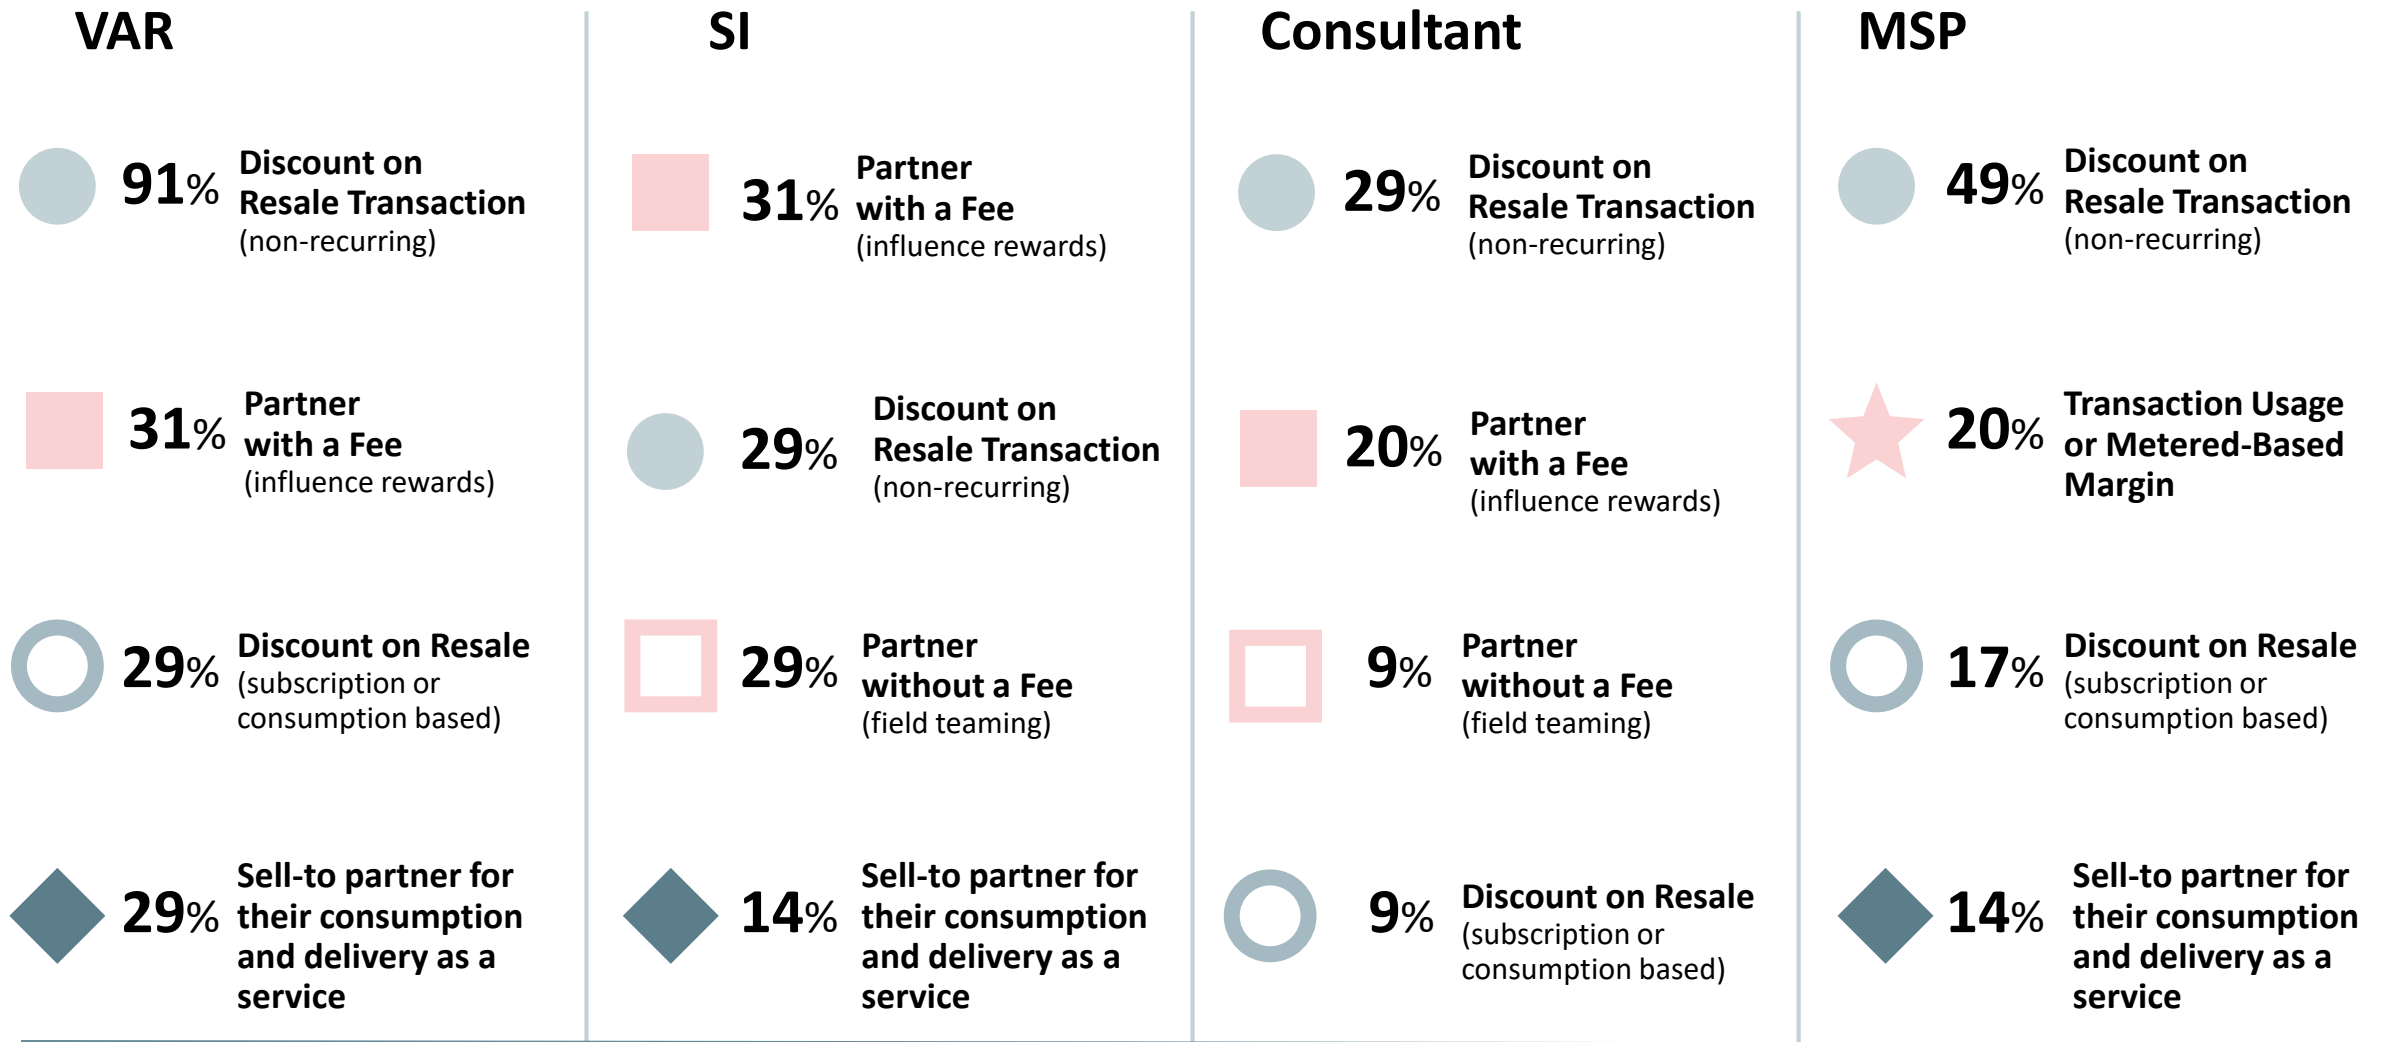 VAR
91%
Discount on
Resale Transaction
(non-recurring)
31%
Partner
with a Fee
(influence rewards)
29%
Discount on Resale
(subscription or
consumption based)
29%
Sell-to partner for
their consumption
and delivery as a
service
SI
31%
Partner
with a Fee
(influence rewards)
29%
Discount on
Resale Transaction
(non-recurring)
29%
Partner
without a Fee
(field teaming)
14%
Sell-to partner for
their consumption
and delivery as a
service
Consultant
29%
Discount on
Resale Transaction
(non-recurring)
20%
Partner
with a Fee
(influence rewards)
9%
Partner
without a Fee
(field teaming)
9%
Discount on Resale
(subscription or
consumption based)
MSP
49%
Discount on
Resale Transaction
(non-recurring)
20%
Transaction Usage
or Metered-Based
Margin
17%
Discount on Resale
(subscription or
consumption based)
14%
Sell-to partner for
their consumption
and delivery as a
service